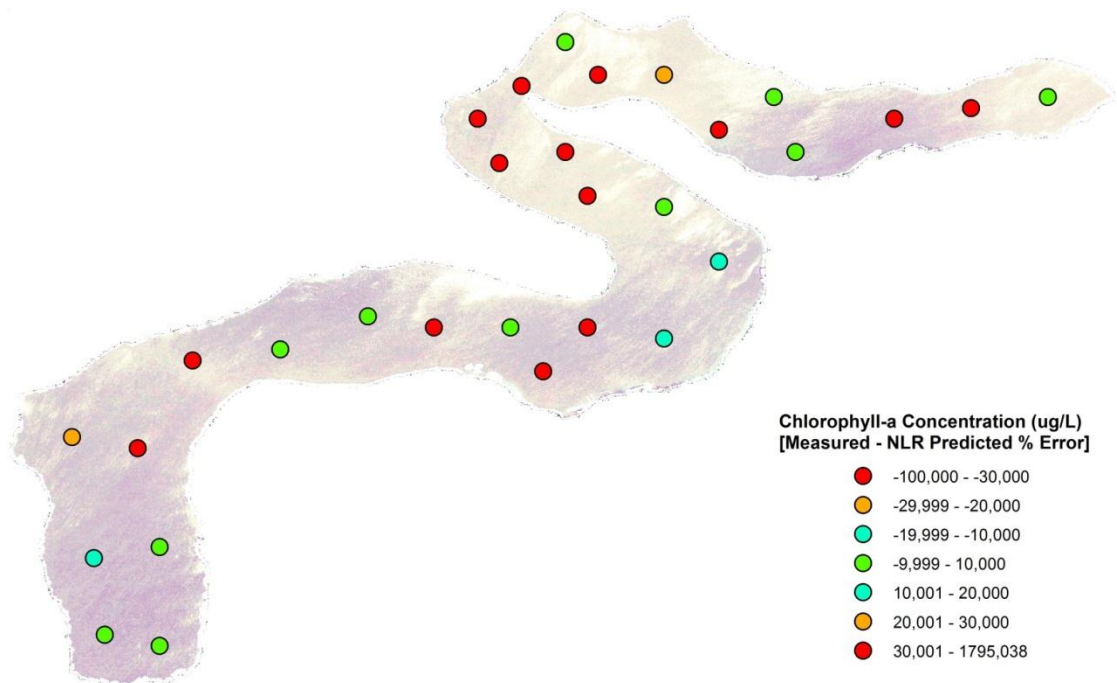 Chlorophyll-a Concentration (ug/L)
[Measured - NLR Predicted % Error]
-100,000 - -30,000
-29,999 - -20,000
-19,999 - -10,000
-9,999 - 10,000
10,001 - 20,000
20,001 - 30,000
30,001 - 1795,038